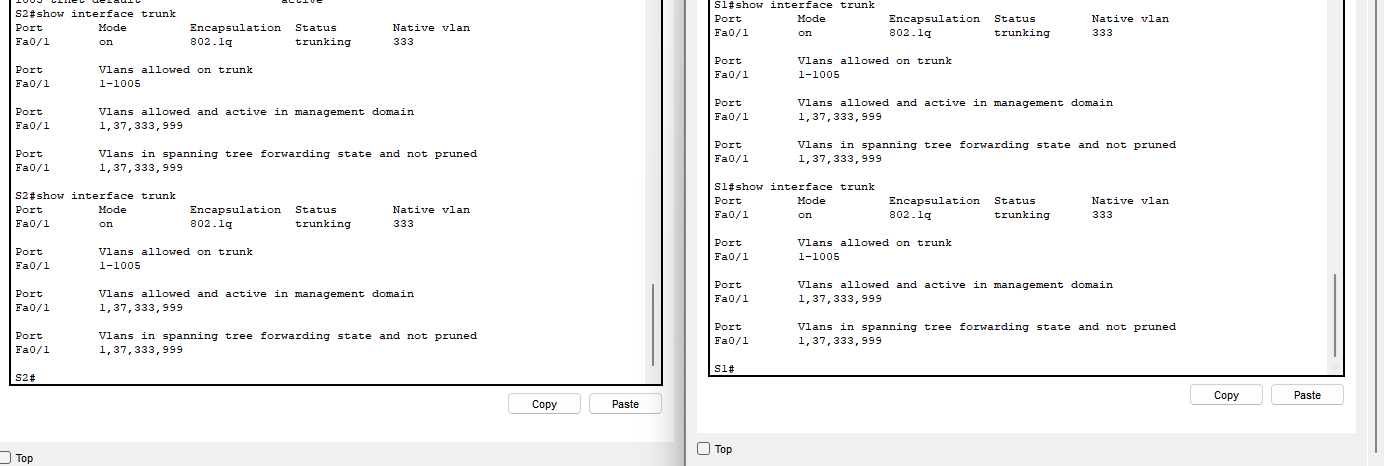 S2#show interface trunk
Port        Mode         Encapsulation  Status        Native vlan
Fa0/1       on           802.1q         trunking      333

Port        Vlans allowed on trunk
Fa0/1       1-1005

Port        Vlans allowed and active in management domain
Fa0/1       1,37,333,999

Port        Vlans in spanning tree forwarding state and not pruned
Fa0/1       1,37,333,999

S2#show interface trunk
Port        Mode         Encapsulation  Status        Native vlan
Fa0/1       on           802.1q         trunking      333

Port        Vlans allowed on trunk
Fa0/1       1-1005

Port        Vlans allowed and active in management domain
Fa0/1       1,37,333,999

Port        Vlans in spanning tree forwarding state and not pruned
Fa0/1       1,37,333,999

S2#
Copy
Paste
Top
S1#show interface trunk
Port        Mode         Encapsulation  Status        Native vlan
Fa0/1       on           802.1q         trunking      333

Port        Vlans allowed on trunk
Fa0/1       1-1005

Port        Vlans allowed and active in management domain
Fa0/1       1,37,333,999

Port        Vlans in spanning tree forwarding state and not pruned
Fa0/1       1,37,333,999

S1#show interface trunk
Port        Mode         Encapsulation  Status        Native vlan
Fa0/1       on           802.1q         trunking      333

Port        Vlans allowed on trunk
Fa0/1       1-1005

Port        Vlans allowed and active in management domain
Fa0/1       1,37,333,999

Port        Vlans in spanning tree forwarding state and not pruned
Fa0/1       1,37,333,999

S1#
Copy
Paste
Top